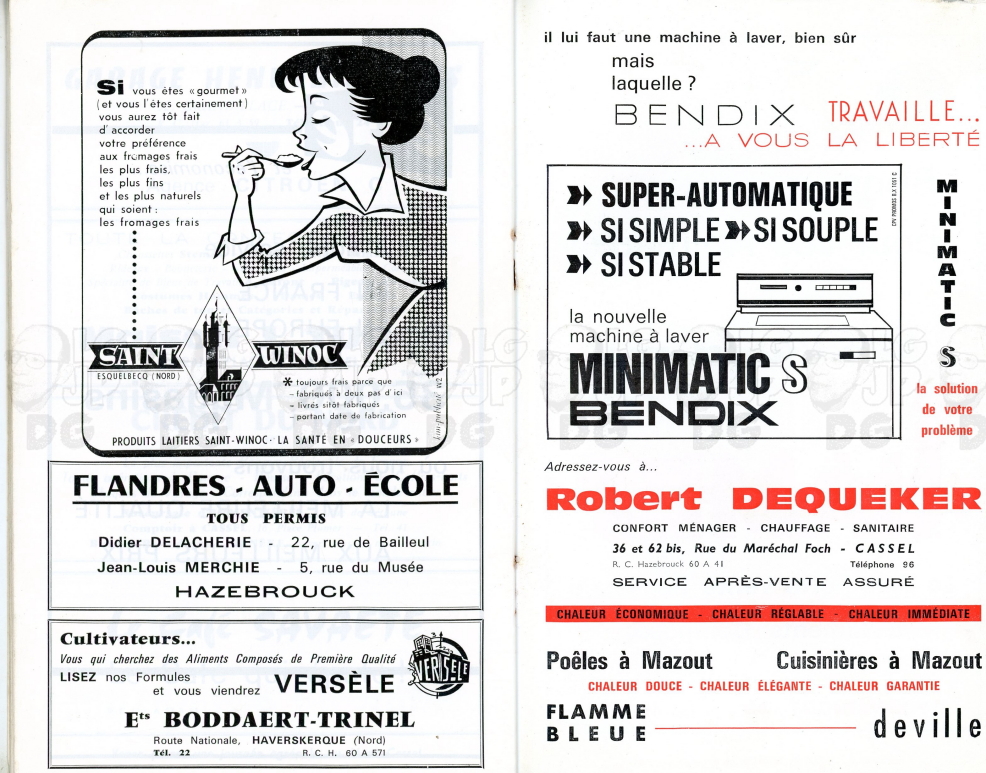 Si vous êtes « gourmet »
(et vous l'êtes certainement)
vous aurez tôt fait
d'accorder
votre préférence
aux fromages frais
les plus frais,
les plus fins
et les plus naturels
qui soient :
les fromages frais
SAINT WINOC
ESQUELBECQ (NORD)
* toujours frais parce que
- fabriqués à deux pas d'ici
- livrés sitôt fabriqués
- portant date de fabrication
PRODUITS LAITIERS SAINT-WINOC · LA SANTÉ EN « DOUCEURS »
FLANDRES - AUTO - ÉCOLE
TOUS PERMIS
Didier DELACHERIE - 22, rue de Bailleul
Jean-Louis MERCHIE - 5, rue du Musée
HAZEBROUCK
Cultivateurs...
Vous qui cherchez des Aliments Composés de Première Qualité
LISEZ nos Formules
et vous viendrez VERSÈLE
VERSELE
Ets BODDAERT-TRINEL
Route Nationale, HAVERSKERQUE (Nord)
Tél. 22 R. C. H. 60 A 571
il lui faut une machine à laver, bien sûr
mais
laquelle ?
BENDIX TRAVAILLE...
...A VOUS LA LIBERTÉ
SUPER-AUTOMATIQUE
SI SIMPLE SI SOUPLE
SI STABLE
la nouvelle
machine à laver
MINIMATIC S
BENDIX
MINIMATIC
S
la solution
de votre
problème
Adressez-vous à...
Robert DEQUEKER
CONFORT MÉNAGER - CHAUFFAGE - SANITAIRE
36 et 62 bis, Rue du Maréchal Foch - CASSEL
R. C. Hazebrouck 60 A 41 Téléphone 96
SERVICE APRÈS-VENTE ASSURÉ
CHALEUR ÉCONOMIQUE - CHALEUR RÉGLABLE - CHALEUR IMMÉDIATE
Poêles à Mazout Cuisinières à Mazout
CHALEUR DOUCE - CHALEUR ÉLÉGANTE - CHALEUR GARANTIE
FLAMME
BLEUE deville